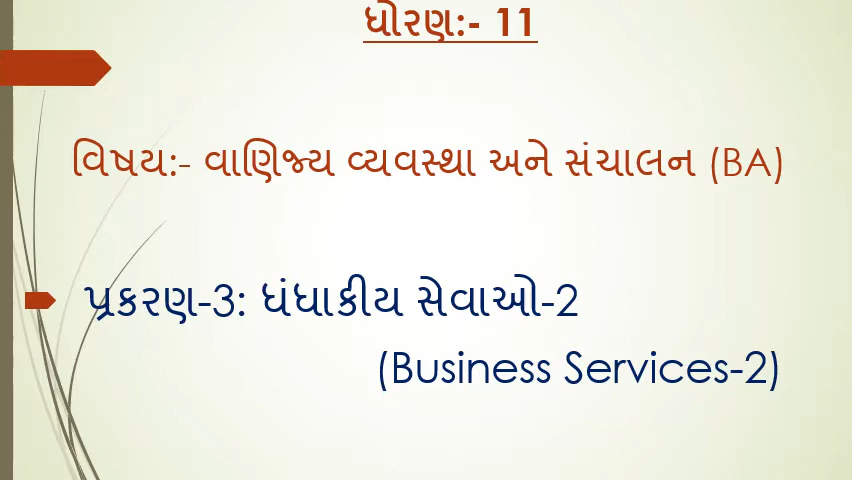 ધોરણ:- 11
વિષય:- વાણિજ્ય વ્યવસ્થા અને સંચાલન (BA)
પ્રકરણ-3: ધંધાકીય સેવાઓ-2
(Business Services-2)